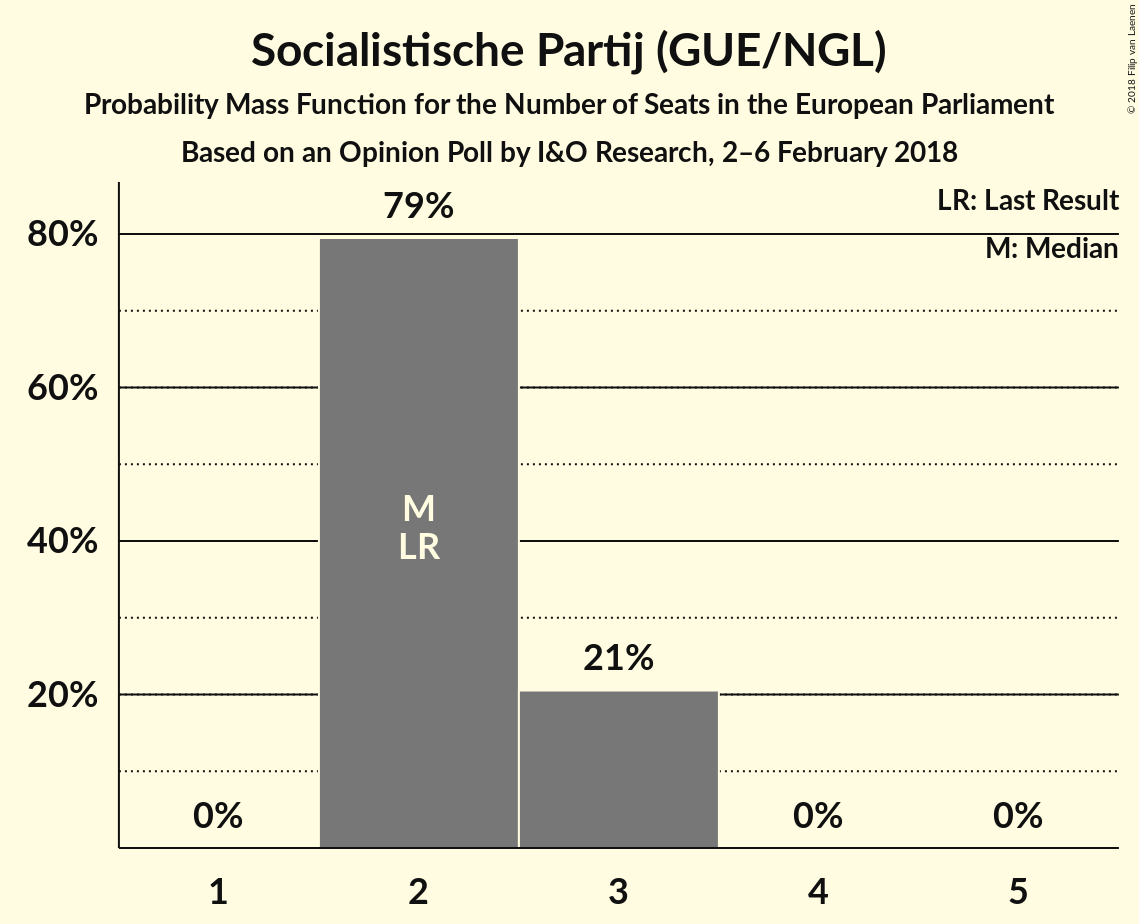 Socialistische Partij (GUE/NGL)
Probability Mass Function for the Number of Seats in the European Parliament
Based on an Opinion Poll by I&O Research, 2–6 February 2018
© 2018 Filip van Laenen
LR: Last Result
M: Median
80%
60%
40%
20%
0%
79%
M
LR
21%
0%
0%
1
2
3
4
5